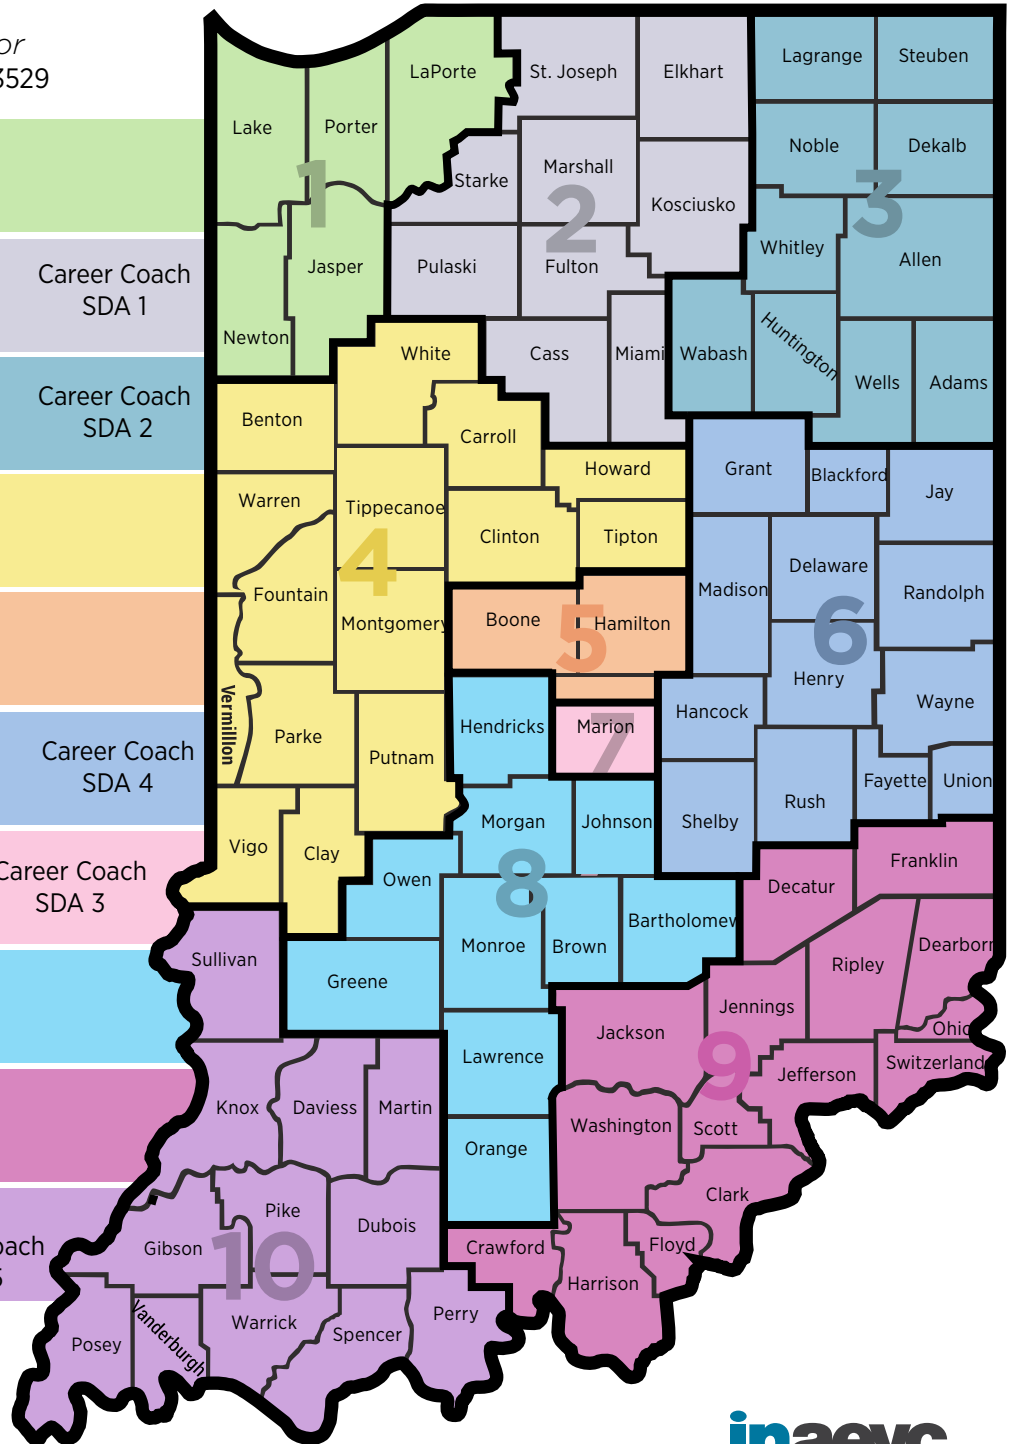 or
3529
LaPorte
St. Joseph
Elkhart
Lagrange
Steuben
Lake
Porter
Noble
Dekalb
1
Starke
Marshall
2
Kosciusko
3
Career Coach
SDA 1
Jasper
Pulaski
Fulton
Whitley
Allen
Newton
White
Cass
Miami
Wabash
Huntington
Wells
Adams
Career Coach
SDA 2
Benton
Carroll
Howard
Grant
Blackford
Jay
Warren
Tippecanoe
Clinton
Tipton
4
Fountain
Montgomery
Boone
5
Hamilton
Madison
Delaware
Randolph
6
Henry
Vermillion
Parke
Putnam
Hendricks
Marion
7
Hancock
Wayne
Career Coach
SDA 4
Morgan
Johnson
Shelby
Rush
Fayette
Union
Vigo
Clay
Owen
8
Decatur
Franklin
Career Coach
SDA 3
Sullivan
Greene
Monroe
Brown
Bartholomew
Ripley
Dearborn
Jennings
Jackson
Ohio
Lawrence
9
Jefferson
Switzerland
Knox
Daviess
Martin
Orange
Washington
Scott
Clark
Pike
Dubois
Gibson
10
Crawford
Floyd
Harrison
oach
Posey
Vanderburgh
Warrick
Spencer
Perry
inaeyc